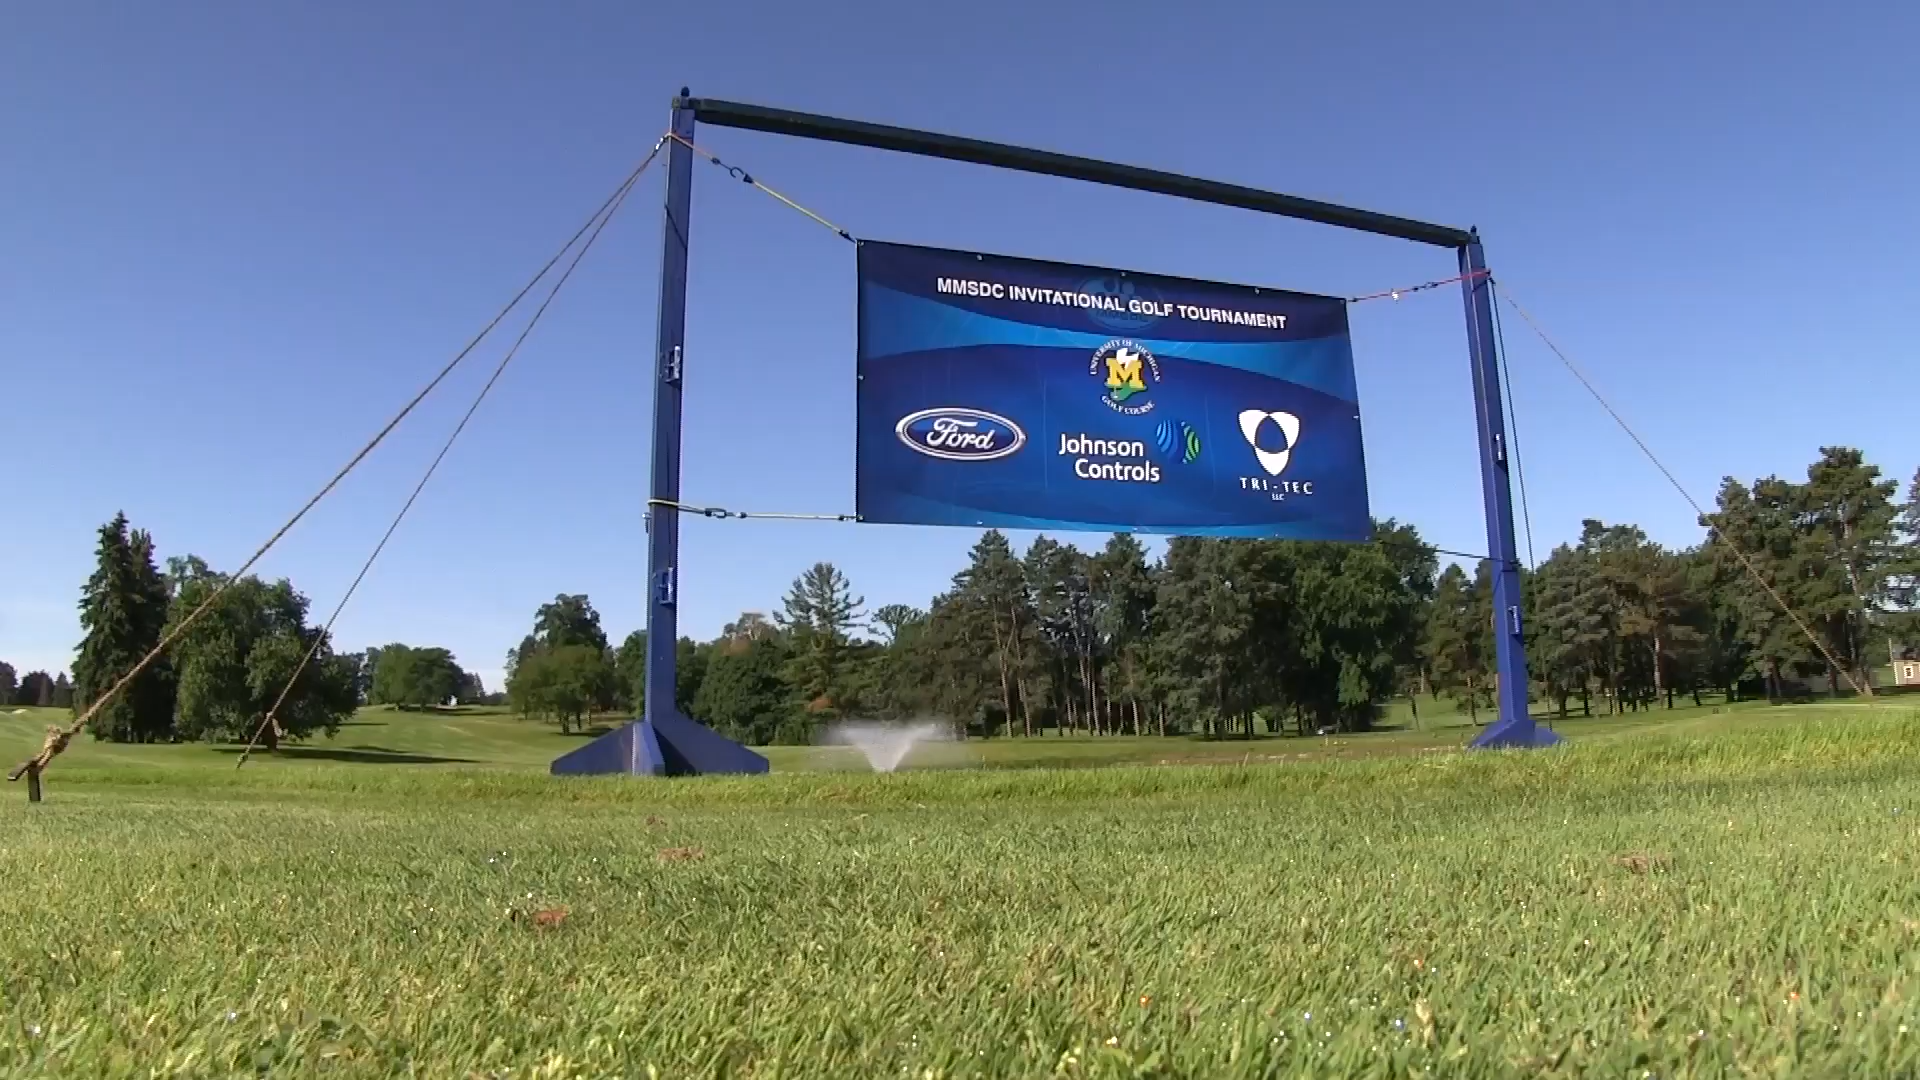 MMSDC INVITATIONAL GOLF TOURNAMENT
UNIVERSITY OF MICHIGAN
M
GOLF COURSE
Ford
Johnson
Controls
TRI-TEC
LLC